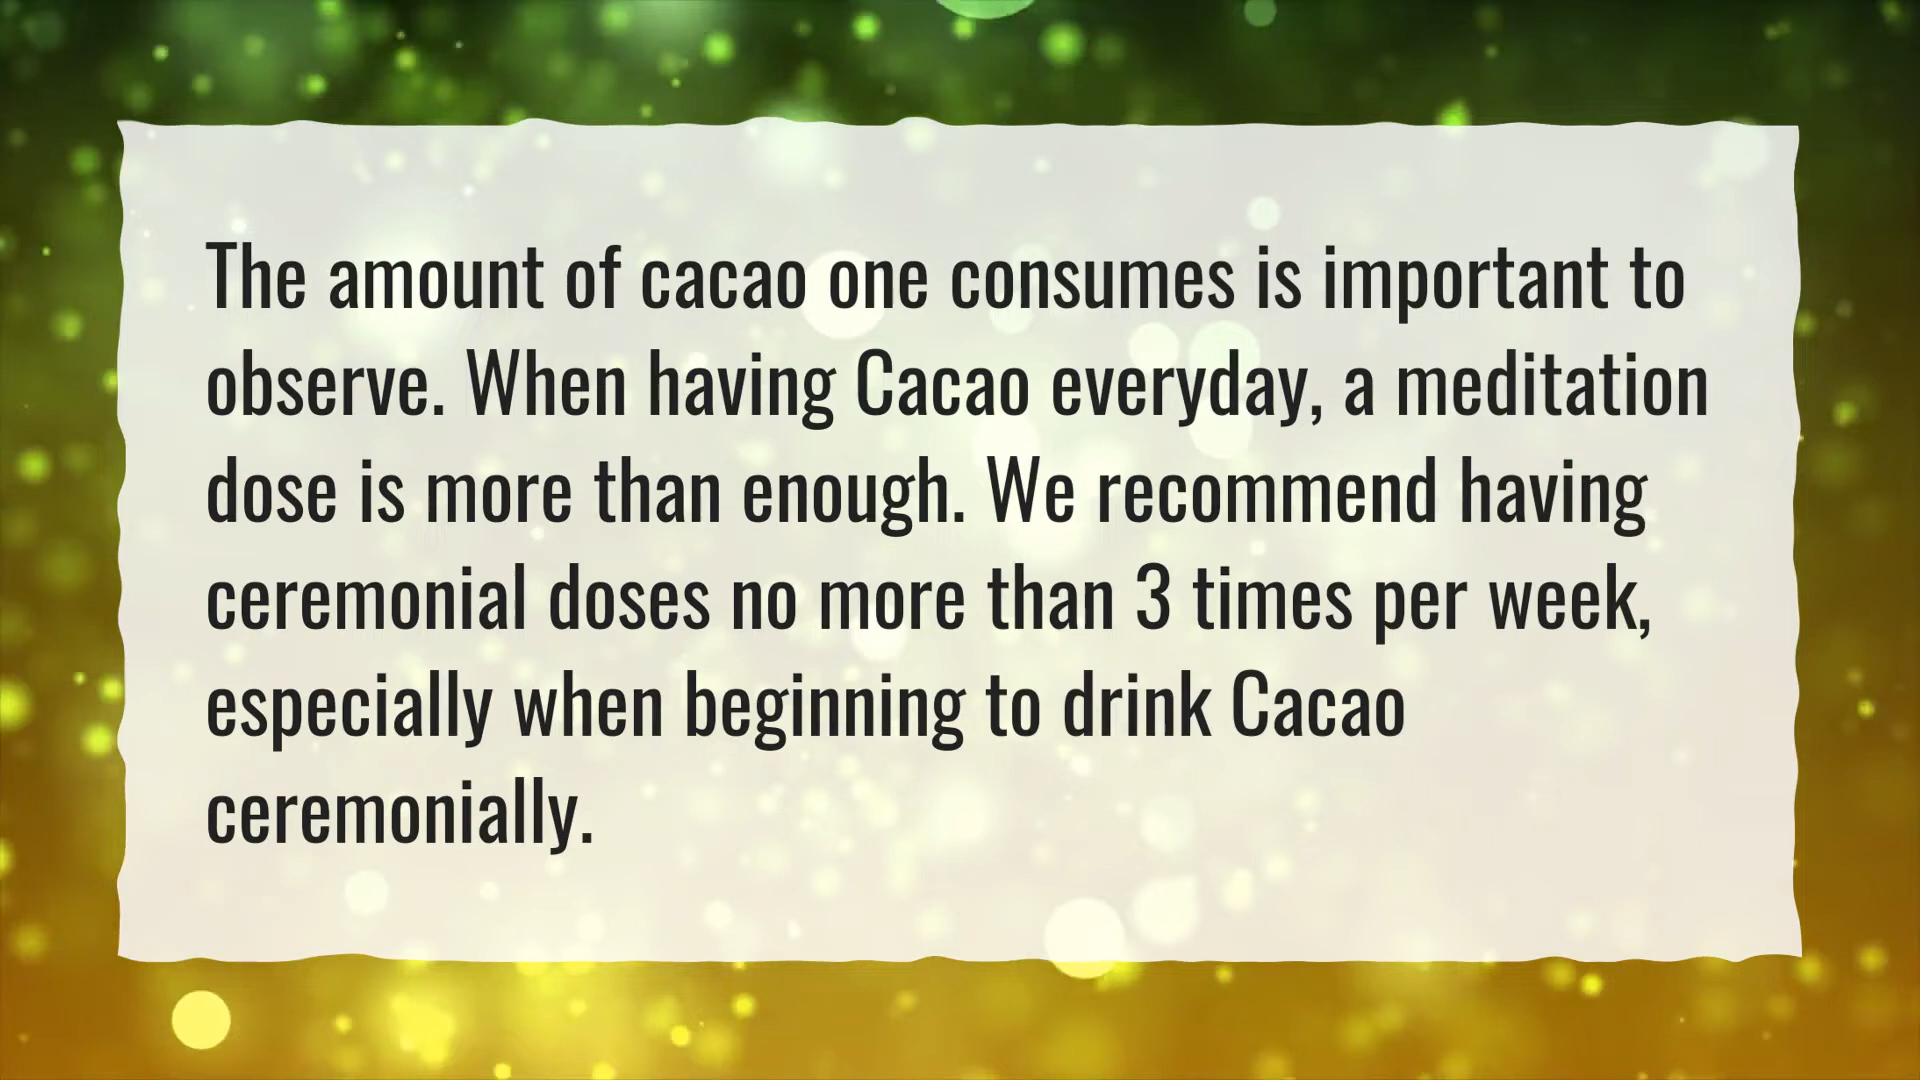 The amount of cacao one consumes is important to
observe. When having Cacao everyday, a meditation
dose is more than enough. We recommend having
ceremonial doses no more than 3 times per week,
especially when beginning to drink Cacao
ceremonially.